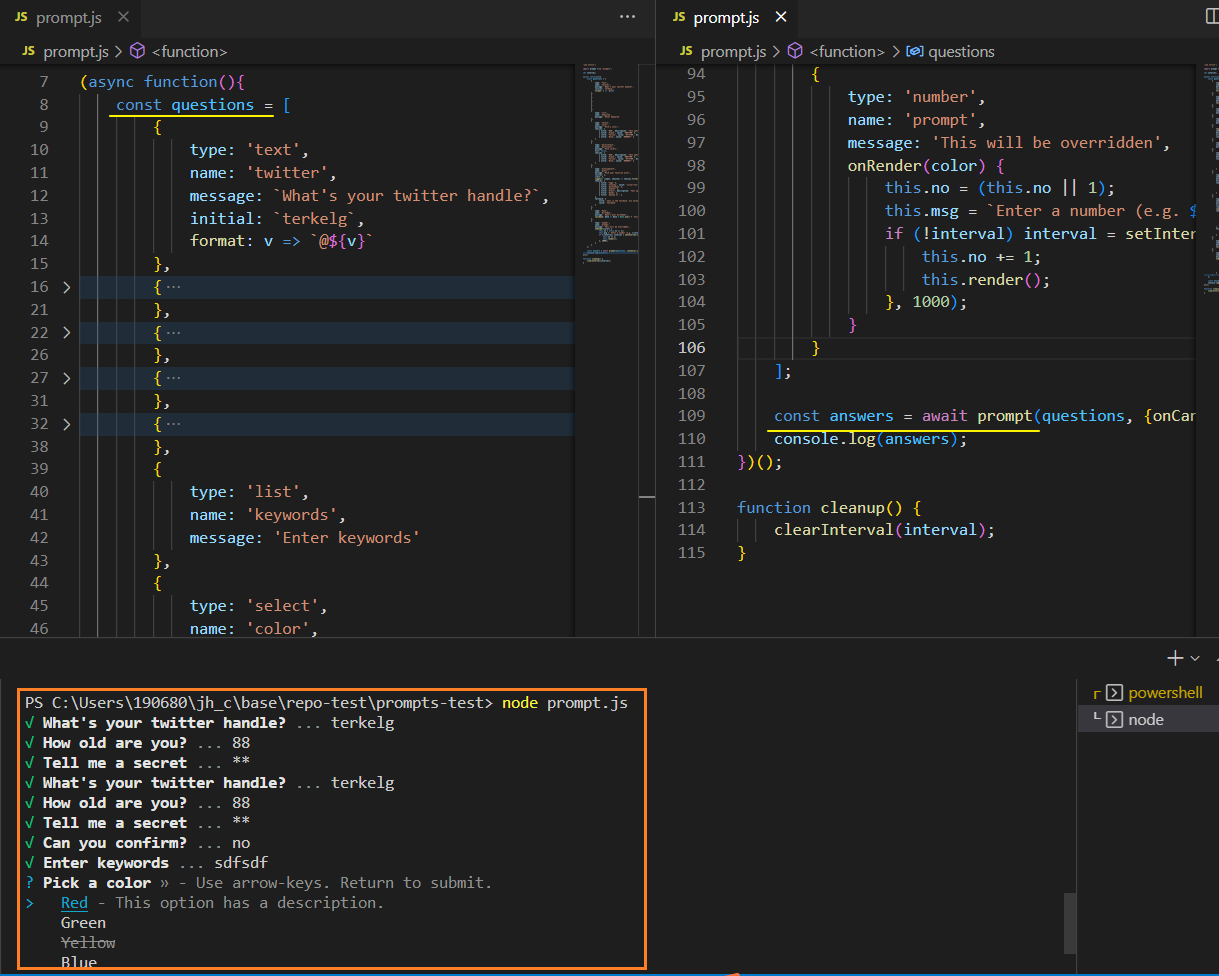 JS prompt.js
JS prompt.js > <function>
7 (async function(){
8 const questions = [
9 {
10 type: 'text',
11 name: 'twitter',
12 message: `What's your twitter handle?`,
13 initial: `terkelg`,
14 format: v => `@${v}`
15 },
16 { ...
21 },
22 { ...
26 },
27 { ...
31 },
32 { ...
38 },
39 {
40 type: 'list',
41 name: 'keywords',
42 message: 'Enter keywords'
43 },
44 {
45 type: 'select',
46 name: 'color',
JS prompt.js
JS prompt.js > <function> > questions
94 {
95 type: 'number',
96 name: 'prompt',
97 message: 'This will be overridden',
98 onRender(color) {
99 this.no = (this.no || 1);
100 this.msg = `Enter a number (e.g. $
101 if (!interval) interval = setInter
102 this.no += 1;
103 this.render();
104 }, 1000);
105 }
106 }
107 ];
108
109 const answers = await prompt(questions, {onCan
110 console.log(answers);
111 })();
112
113 function cleanup() {
114 clearInterval(interval);
115 }
PS C:\Users\190680\jh_c\base\repo-test\prompts-test> node prompt.js
√ What's your twitter handle? ... terkelg
√ How old are you? ... 88
√ Tell me a secret ... **
√ What's your twitter handle? ... terkelg
√ How old are you? ... 88
√ Tell me a secret ... **
√ Can you confirm? ... no
√ Enter keywords ... sdfsdf
? Pick a color » - Use arrow-keys. Return to submit.
> Red - This option has a description.
Green
Yellow
Blue
powershell
node